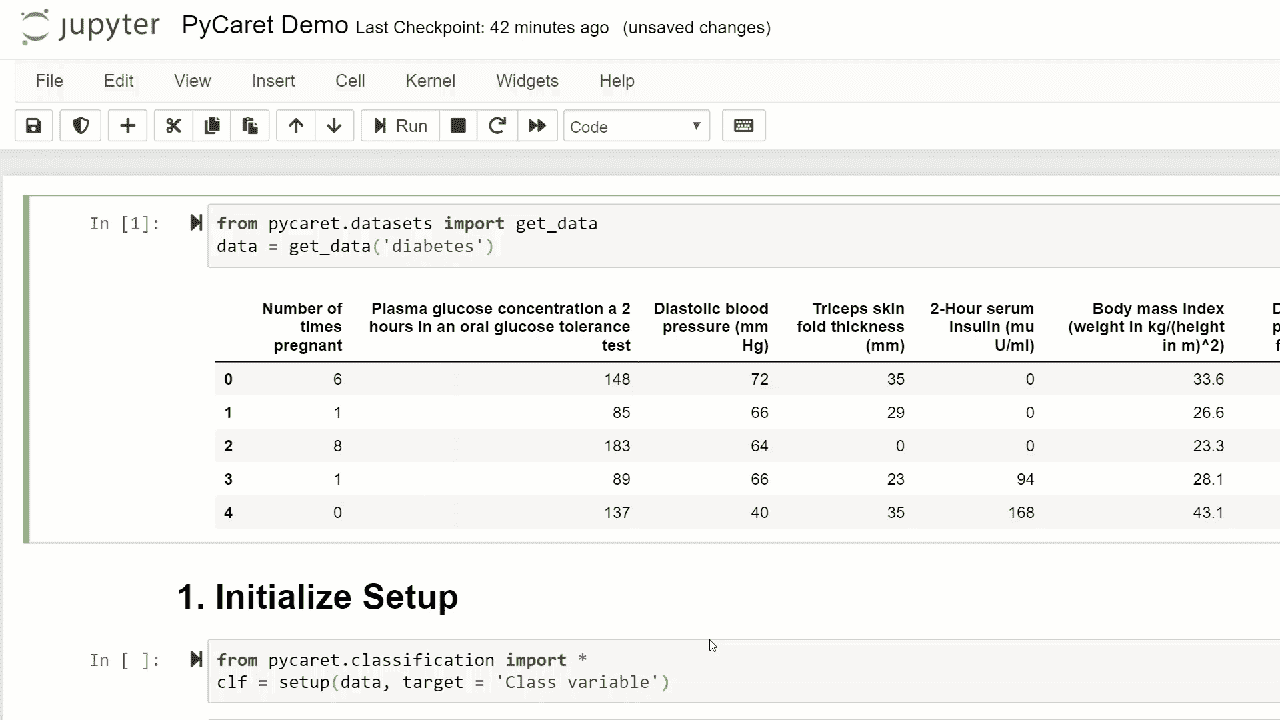 jupyter PyCaret Demo Last Checkpoint: 42 minutes ago (unsaved changes)
File Edit View Insert Cell Kernel Widgets Help
Run Code
In [1]: from pycaret.datasets import get_data
data = get_data('diabetes')
Number of Plasma glucose concentration a 2 Diastolic blood Triceps skin 2-Hour serum Body mass index
times hours in an oral glucose tolerance pressure (mm fold thickness insulin (mu (weight in kg/(height
pregnant test Hg) (mm) U/ml) in m)^2)
0 6 148 72 35 0 33.6
1 1 85 66 29 0 26.6
2 8 183 64 0 0 23.3
3 1 89 66 23 94 28.1
4 0 137 40 35 168 43.1
1. Initialize Setup
In [ ]: from pycaret.classification import *
clf = setup(data, target = 'Class variable')